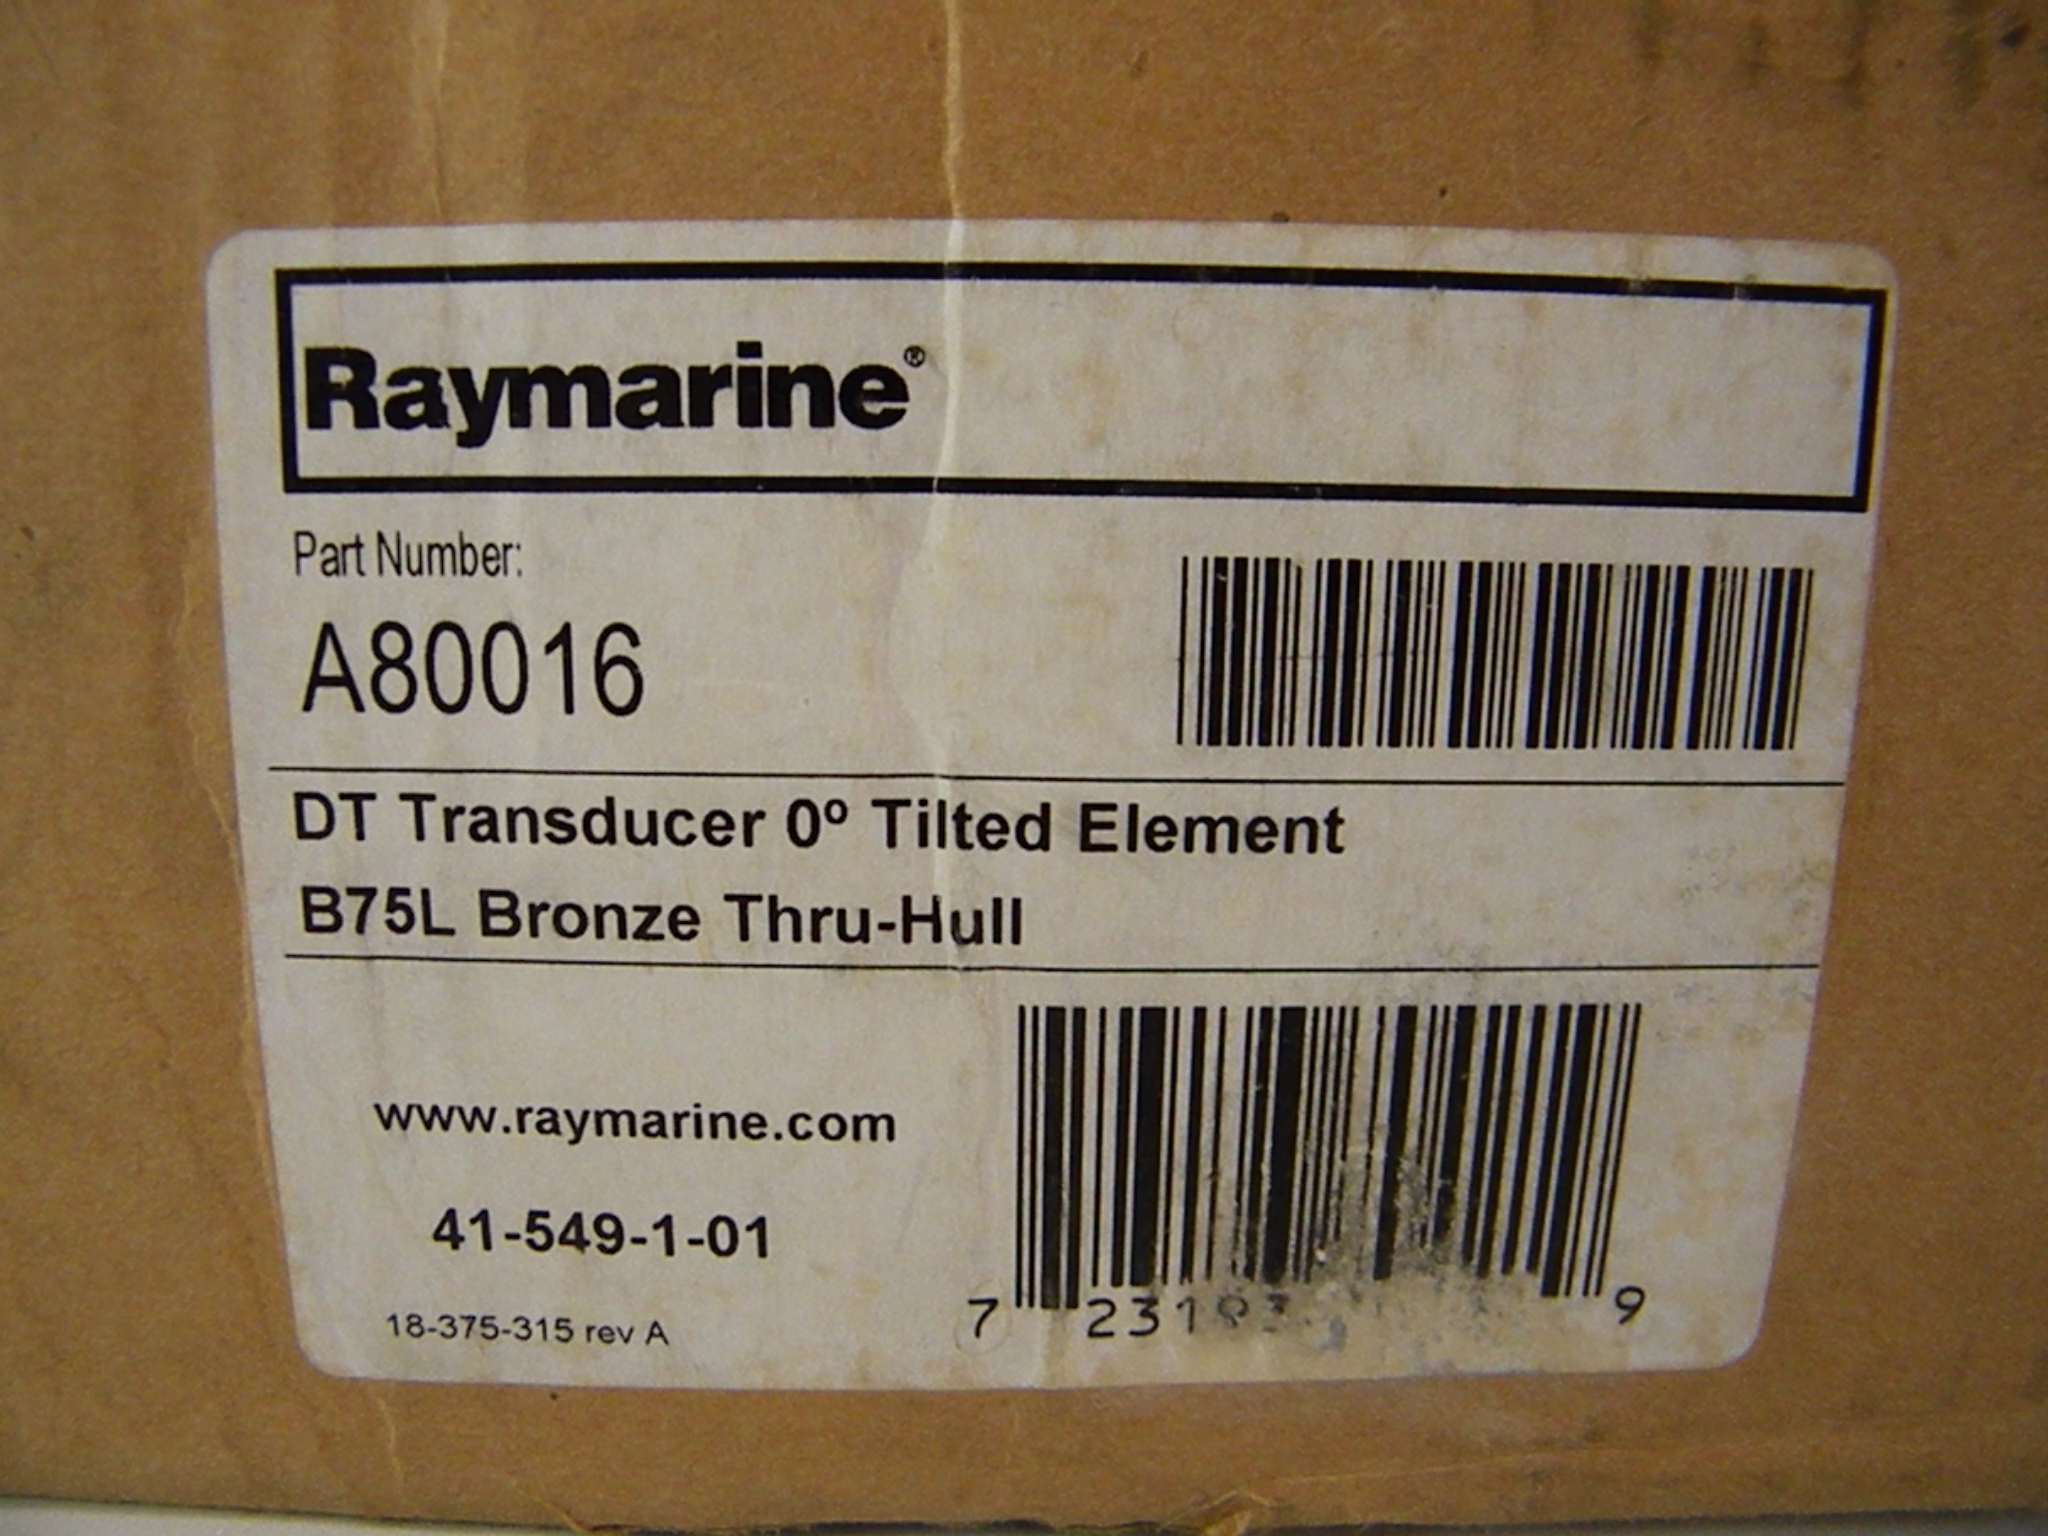 Raymarine®
Part Number:
A80016
DT Transducer 0º Tilted Element
B75L Bronze Thru-Hull
www.raymarine.com
41-549-1-01
18-375-315 rev A
7 23193 9